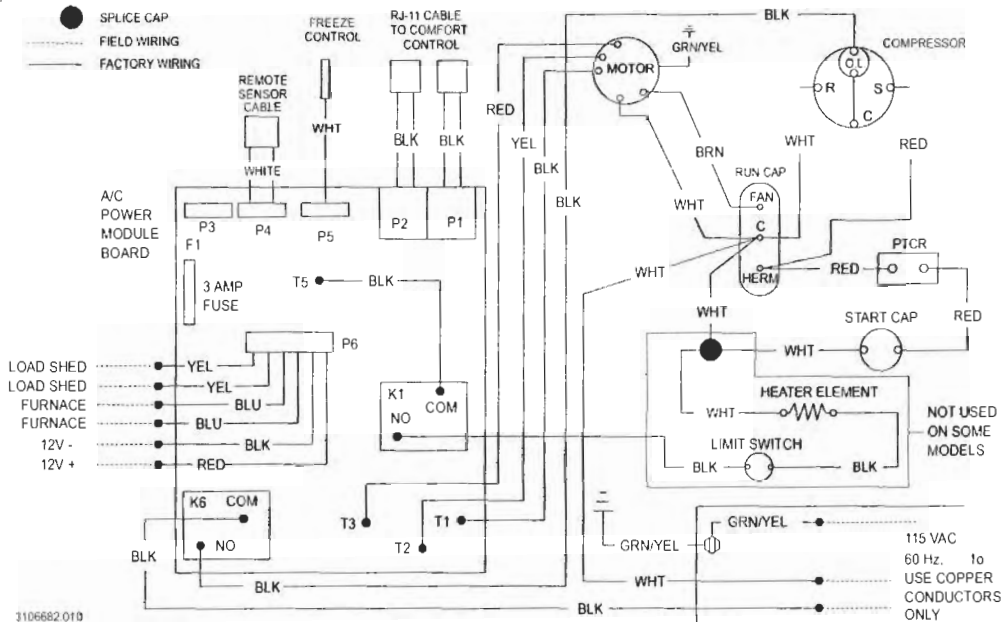 SPLICE CAP
FIELD WIRING
FACTORY WIRING
FREEZE
CONTROL
RJ-11 CABLE
TO COMFORT
CONTROL
REMOTE
SENSOR
CABLE
WHT
BLK
BLK
WHITE
RED
YEL
BLK
BLK
BLK
GRN/YEL
MOTOR
COMPRESSOR
O.L
R
S
C
BRN
WHT
RED
RUN CAP
FAN
C
HERM
WHT
WHT
RED
PTCR
WHT
START CAP
RED
WHT
HEATER ELEMENT
WHT
LIMIT SWITCH
BLK
BLK
NOT USED
ON SOME
MODELS
A/C
POWER
MODULE
BOARD
P3
P4
P5
P2
P1
F1
3 AMP
FUSE
T5
BLK
P6
LOAD SHED
YEL
LOAD SHED
YEL
FURNACE
BLU
FURNACE
BLU
12V -
BLK
12V +
RED
K1
NO
COM
K6
COM
NO
T3
T2
T1
BLK
BLK
GRN/YEL
GRN/YEL
WHT
BLK
115 VAC
60 Hz. 1o
USE COPPER
CONDUCTORS
ONLY
3106682.010